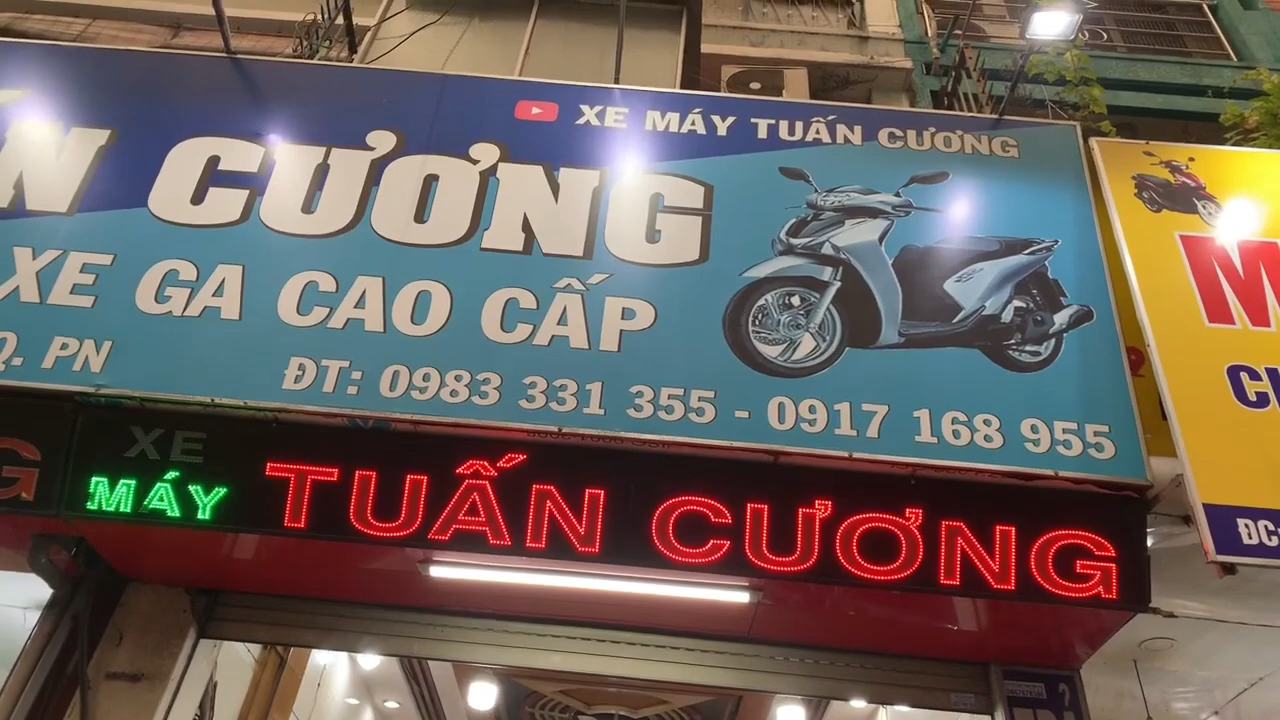 XE MÁY TUẤN CƯƠNG
CƯƠNG
XE GA CAO CẤP
Q. PN
ĐT: 0983 331 355 - 0917 168 955
XE
MÁY
TUẤN CƯƠNG
G
M
ĐC